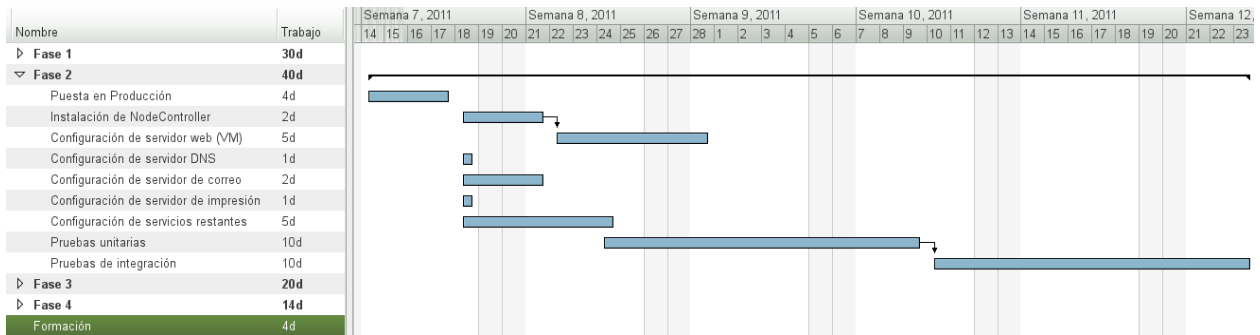 Nombre Trabajo
Semana 7, 2011 Semana 8, 2011 Semana 9, 2011 Semana 10, 2011 Semana 11, 2011 Semana 12,
14 15 16 17 18 19 20 21 22 23 24 25 26 27 28 1 2 3 4 5 6 7 8 9 10 11 12 13 14 15 16 17 18 19 20 21 22 23
Fase 1 30d
Fase 2 40d
Puesta en Producción 4d
Instalación de NodeController 2d
Configuración de servidor web (VM) 5d
Configuración de servidor DNS 1d
Configuración de servidor de correo 2d
Configuración de servidor de impresión 1d
Configuración de servicios restantes 5d
Pruebas unitarias 10d
Pruebas de integración 10d
Fase 3 20d
Fase 4 14d
Formación 4d